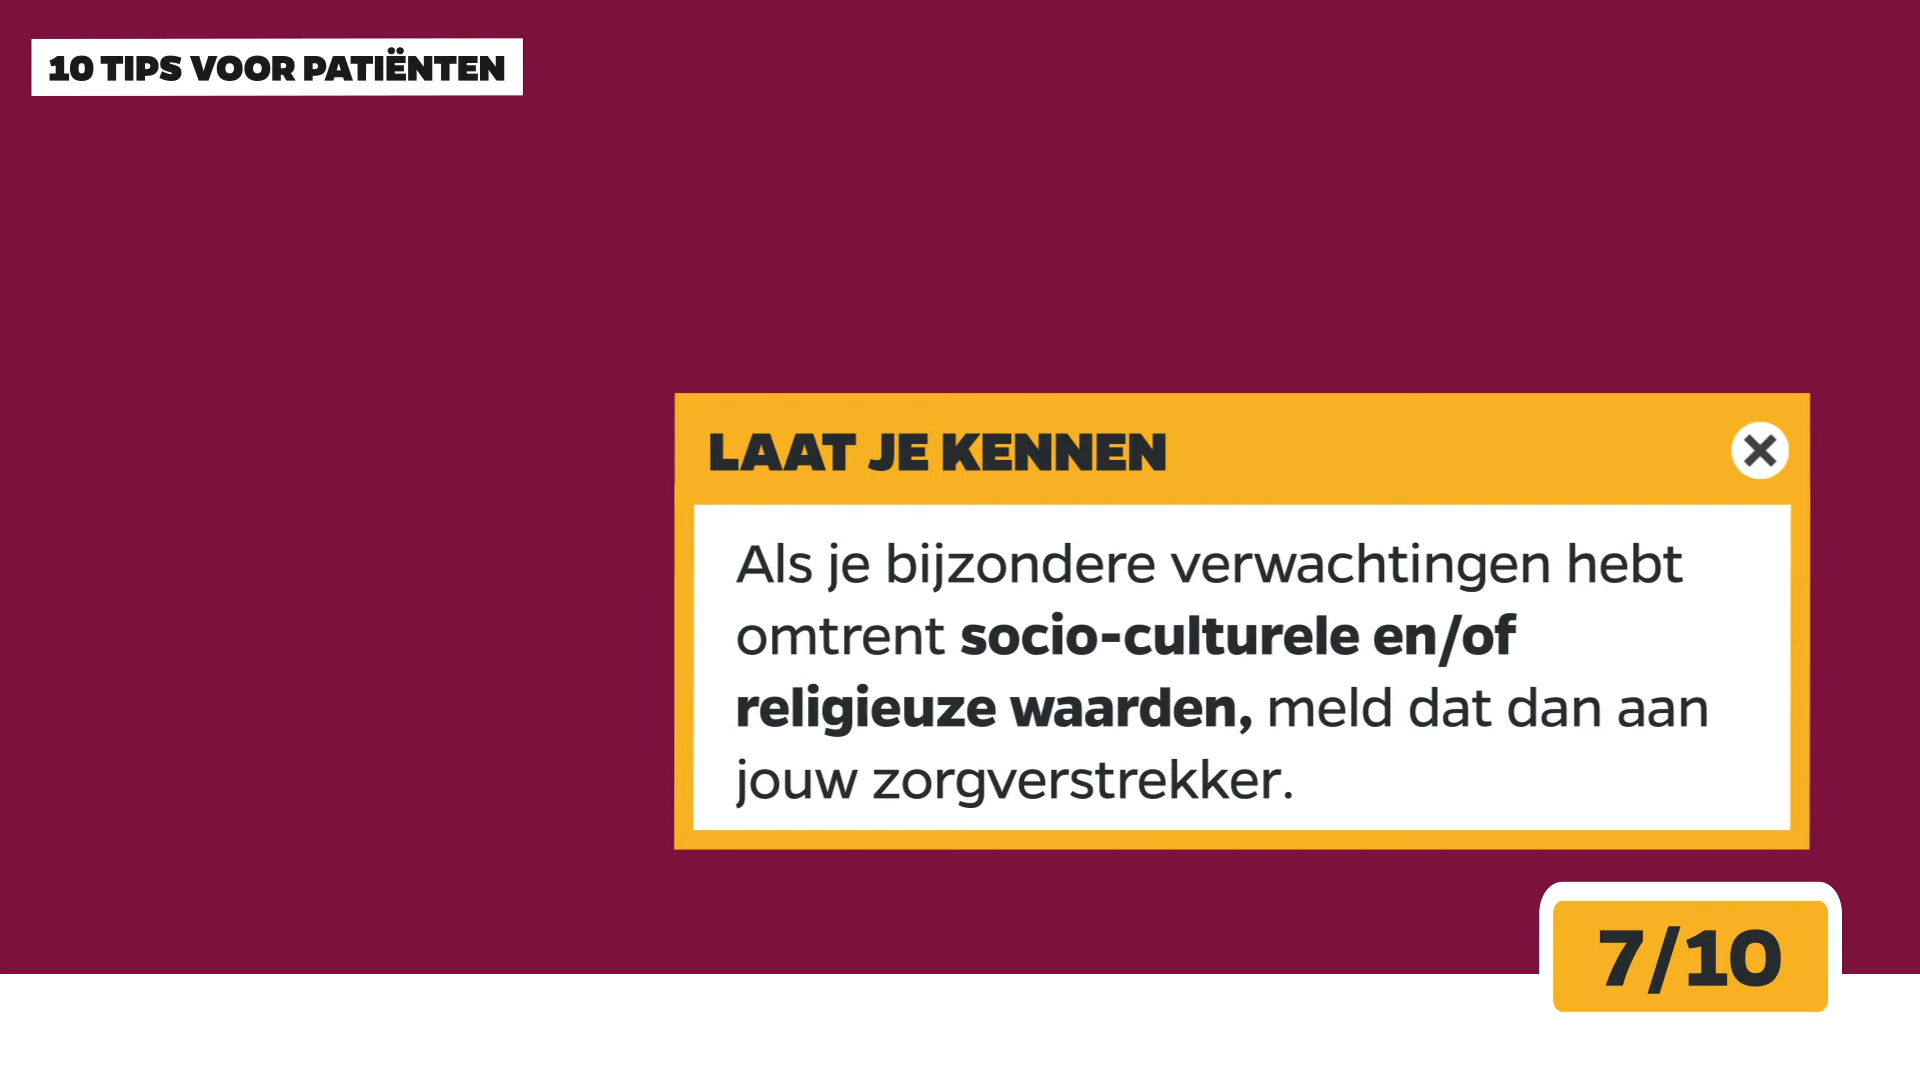 10 TIPS VOOR PATIËNTEN
LAAT JE KENNEN
Als je bijzondere verwachtingen hebt
omtrent socio-culturele en/of
religieuze waarden, meld dat dan aan
jouw zorgverstrekker.
7/10